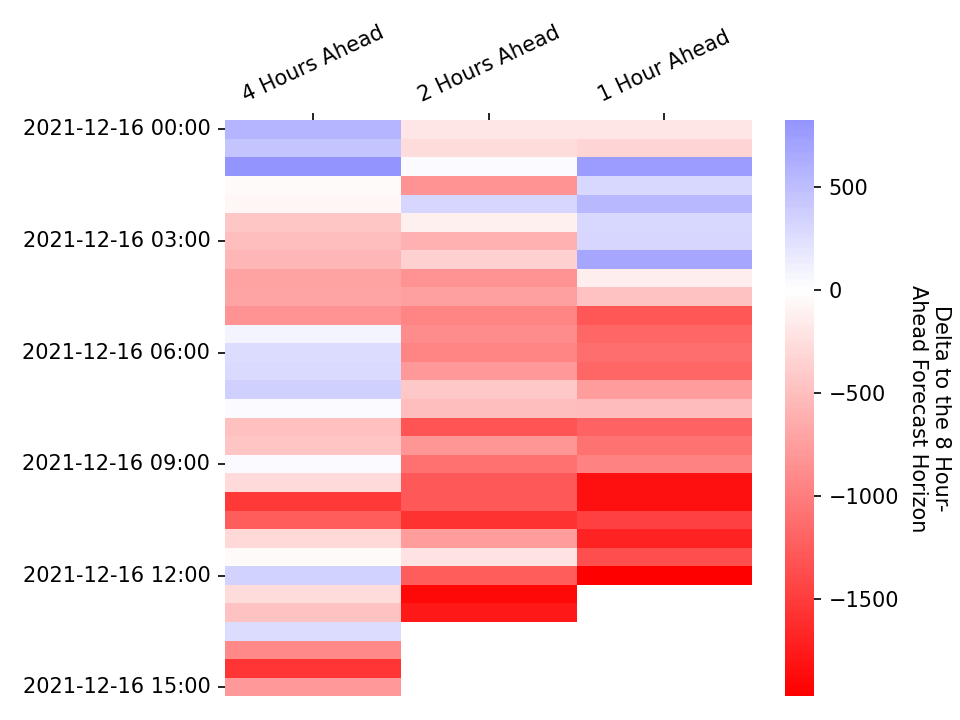 4 Hours Ahead
2 Hours Ahead
1 Hour Ahead
2021-12-16 00:00
2021-12-16 03:00
2021-12-16 06:00
2021-12-16 09:00
2021-12-16 12:00
2021-12-16 15:00
500
0
−500
−1000
−1500
Delta to the 8 Hour-
Ahead Forecast Horizon